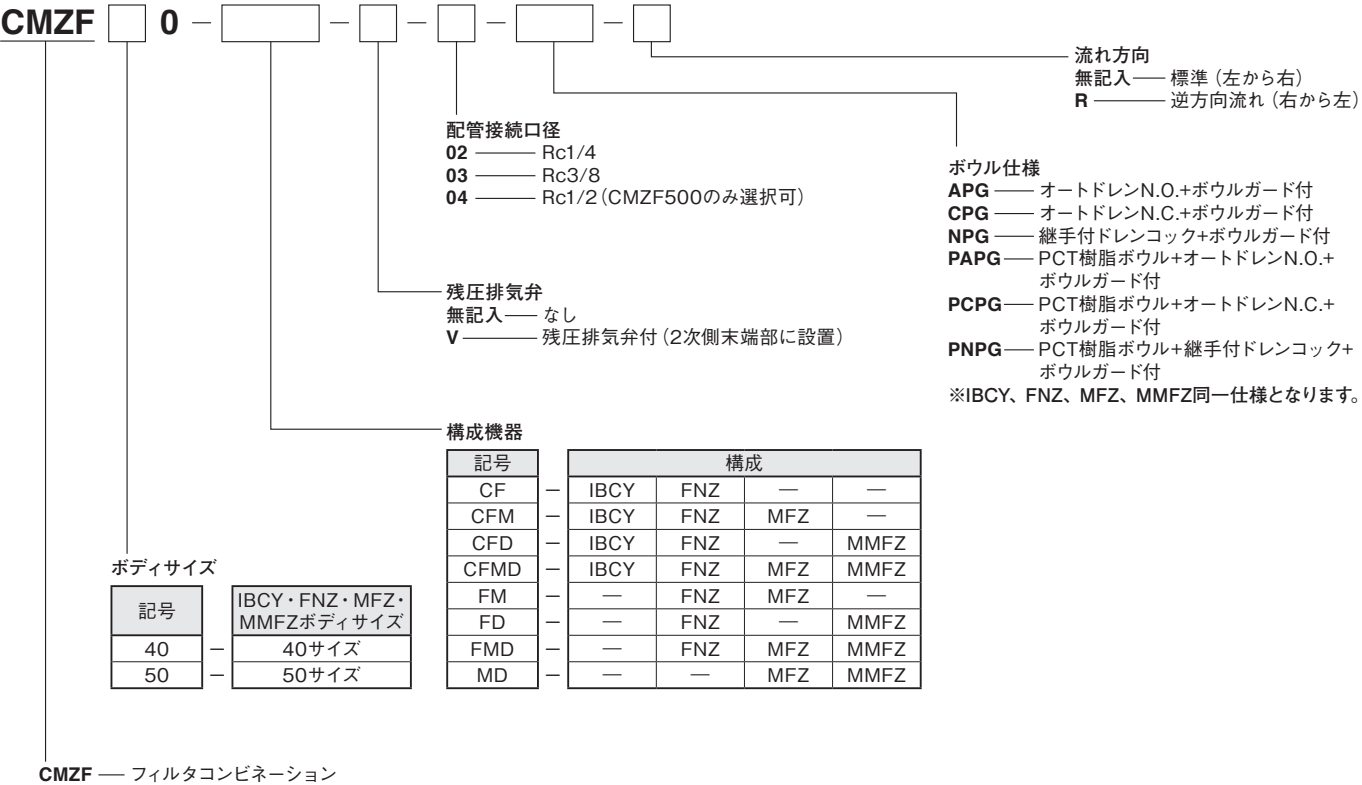 CMZF □ 0 − □ − □ − □ − □ − □
流れ方向
無記入── 標準（左から右）
R ──── 逆方向流れ（右から左）
配管接続口径
02 ──── Rc1/4
03 ──── Rc3/8
04 ──── Rc1/2（CMZF500のみ選択可）
ボウル仕様
APG ── オートドレンN.O.+ボウルガード付
CPG ── オートドレンN.C.+ボウルガード付
NPG ── 継手付ドレンコック+ボウルガード付
PAPG── PCT樹脂ボウル+オートドレンN.O.+
ボウルガード付
PCPG── PCT樹脂ボウル+オートドレンN.C.+
ボウルガード付
PNPG── PCT樹脂ボウル+継手付ドレンコック+
ボウルガード付
※IBCY、FNZ、MFZ、MMFZ同一仕様となります。
残圧排気弁
無記入── なし
V ──── 残圧排気弁付（2次側末端部に設置）
構成機器
記号 構成
CF − IBCY FNZ — —
CFM − IBCY FNZ MFZ —
CFD − IBCY FNZ — MMFZ
CFMD − IBCY FNZ MFZ MMFZ
FM − — FNZ MFZ —
FD − — FNZ — MMFZ
FMD − — FNZ MFZ MMFZ
MD − — — MFZ MMFZ
ボディサイズ
記号 IBCY・FNZ・MFZ・
MMFZボディサイズ
40 − 40サイズ
50 − 50サイズ
CMZF ── フィルタコンビネーション